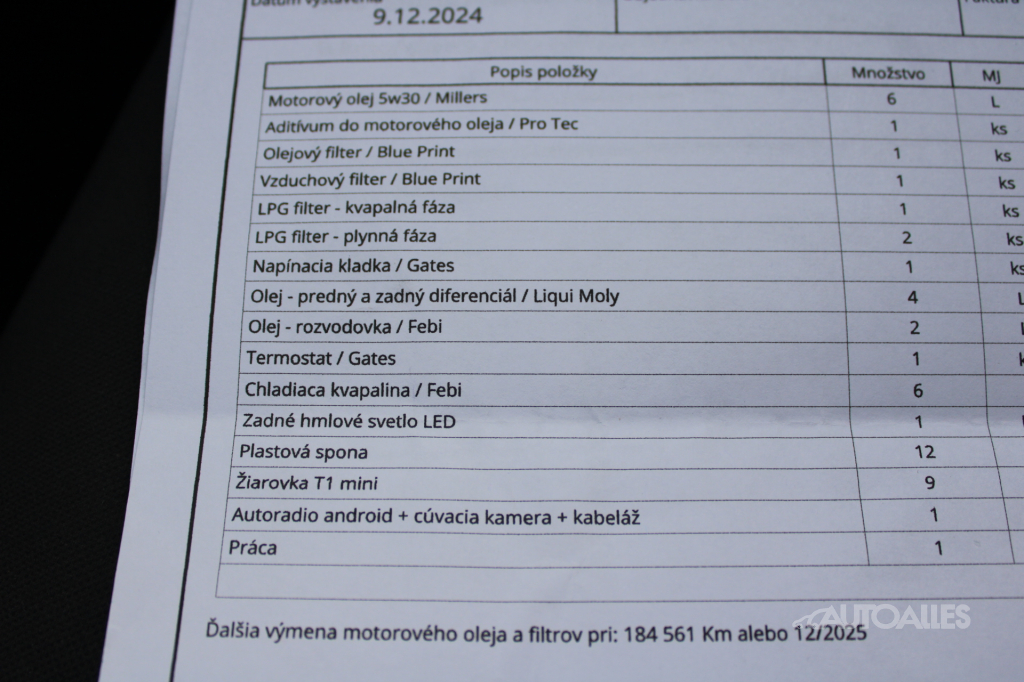 9.12.2024
Popis položky Množstvo MJ
Motorový olej 5w30 / Millers 6 L
Aditívum do motorového oleja / Pro Tec 1 ks
Olejový filter / Blue Print 1 ks
Vzduchový filter / Blue Print 1 ks
LPG filter - kvapalná fáza 1 ks
LPG filter - plynná fáza 2 ks
Napínacia kladka / Gates 1 ks
Olej - predný a zadný diferenciál / Liqui Moly 4
Olej - rozvodovka / Febi 2
Termostat / Gates 1
Chladiaca kvapalina / Febi 6
Zadné hmlové svetlo LED 1
Plastová spona 12
Žiarovka T1 mini 9
Autoradio android + cúvacia kamera + kabeláž 1
Práca 1
AUTOALLES
Ďalšia výmena motorového oleja a filtrov pri: 184 561 Km alebo 12/2025